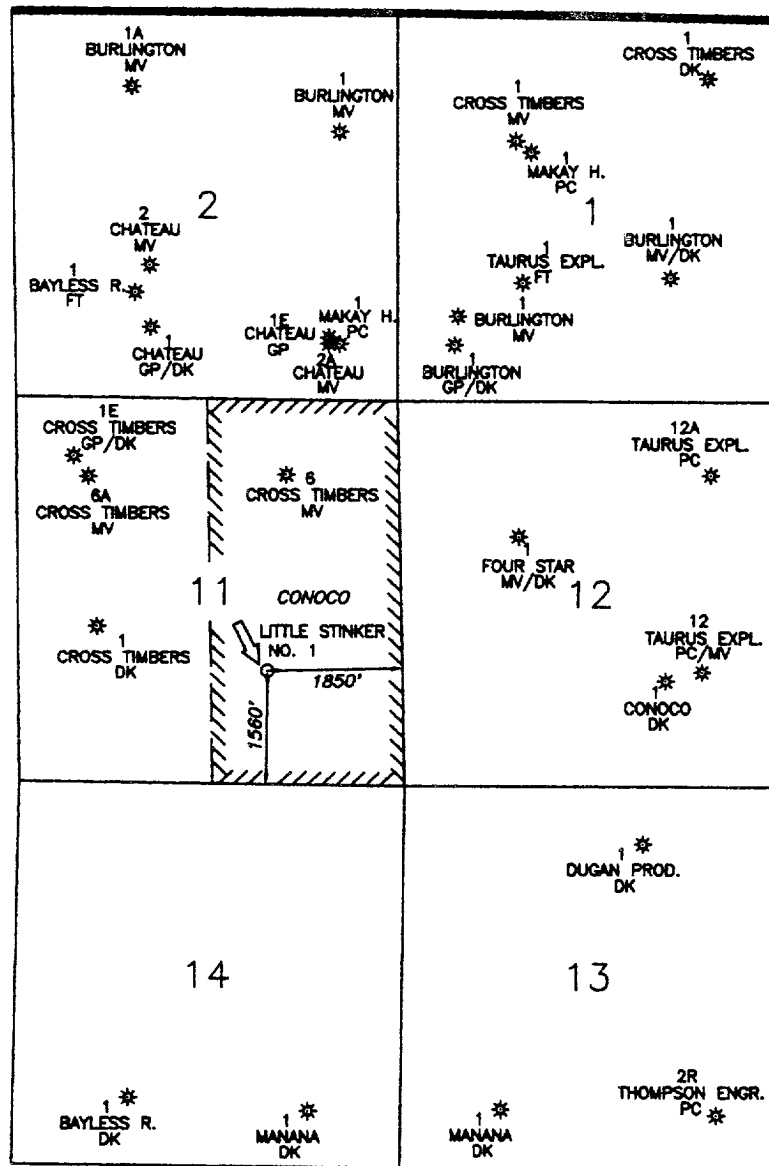 1A
BURLINGTON
MV
1
BURLINGTON
MV
2
2
CHATEAU
MV
1
BAYLESS R.
FT
1
CHATEAU
GP/DK
1E
CHATEAU
GP
1
MAKAY H.
PC
2A
CHATEAU
MV
1
CROSS TIMBERS
DK
1
CROSS TIMBERS
MV
1
MAKAY H.
PC
1
1
BURLINGTON
MV/DK
1
TAURUS EXPL.
FT
1
BURLINGTON
MV
1
BURLINGTON
GP/DK
1E
CROSS TIMBERS
GP/DK
6A
CROSS TIMBERS
MV
6
CROSS TIMBERS
MV
11
CONOCO
LITTLE STINKER
NO. 1
1850'
1560'
1
CROSS TIMBERS
DK
12A
TAURUS EXPL.
PC
1
FOUR STAR
MV/DK
12
12
TAURUS EXPL.
PC/MV
1
CONOCO
DK
14
1
BAYLESS R.
DK
1
MANANA
DK
1
DUGAN PROD.
DK
13
1
MANANA
DK
2R
THOMPSON ENGR.
PC